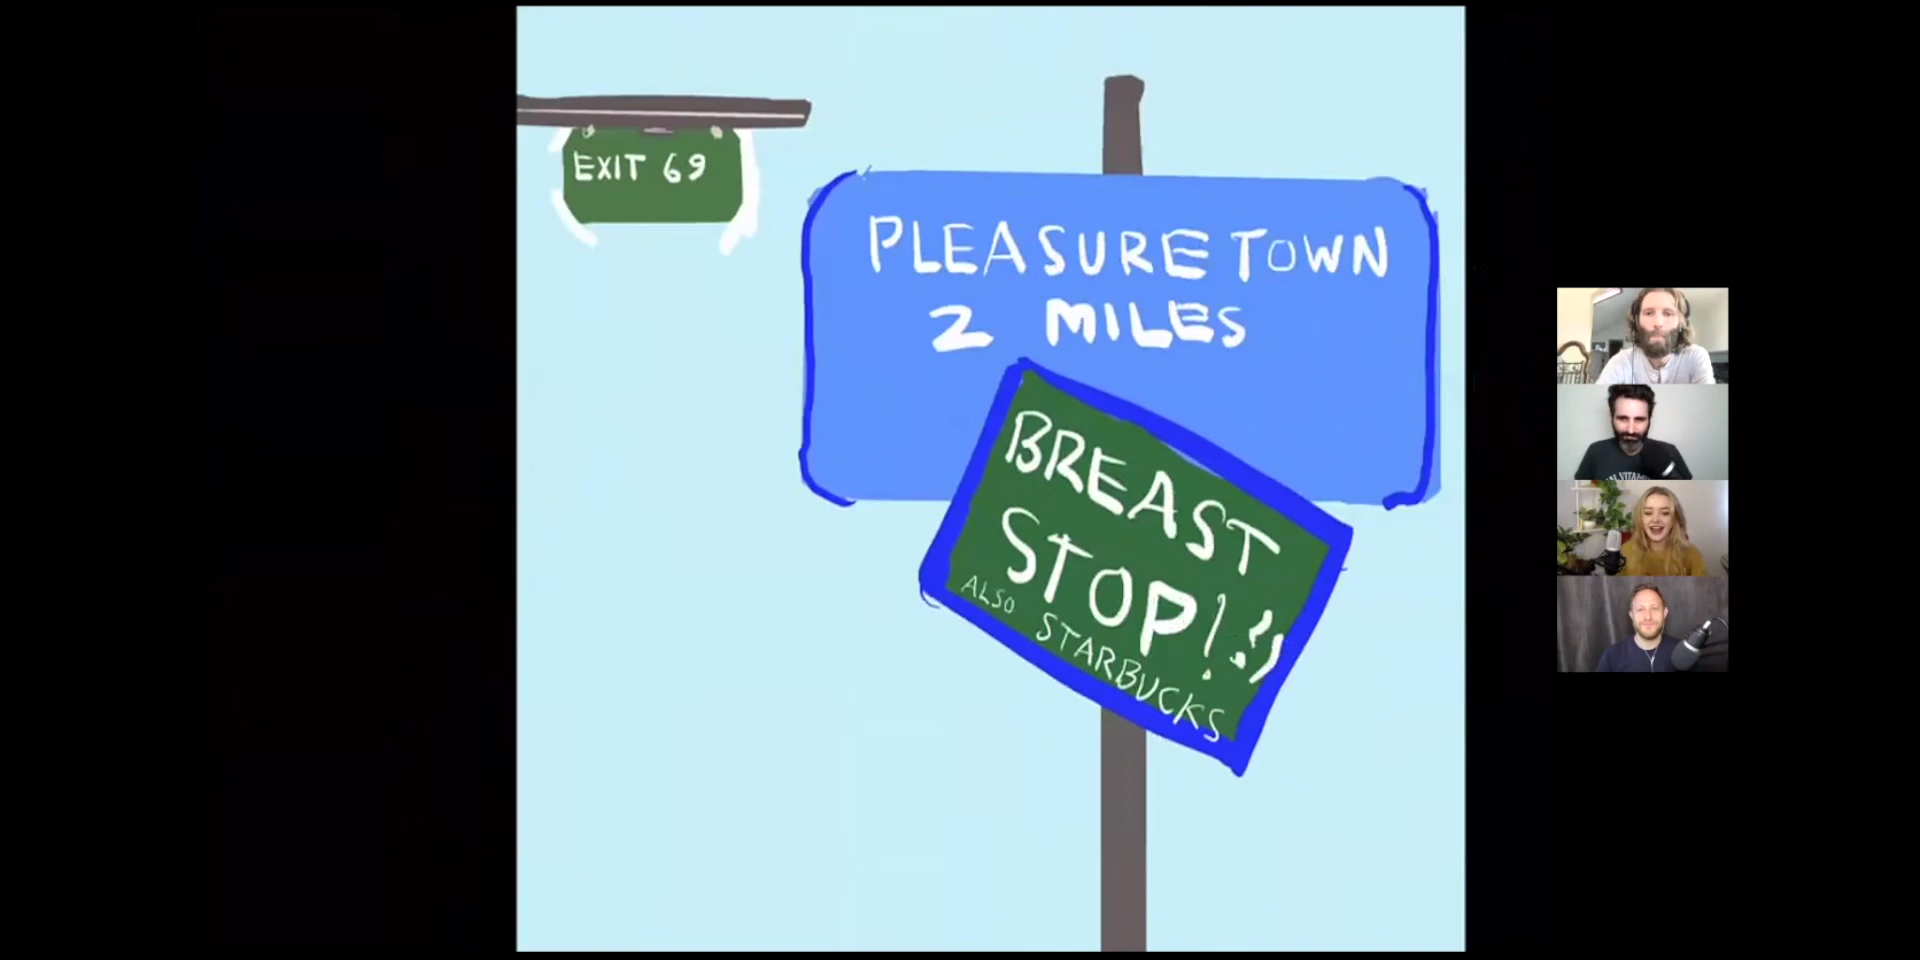 EXIT 69
PLEASURE TOWN
2 MILES
BREAST
STOP! :)
ALSO STARBUCKS